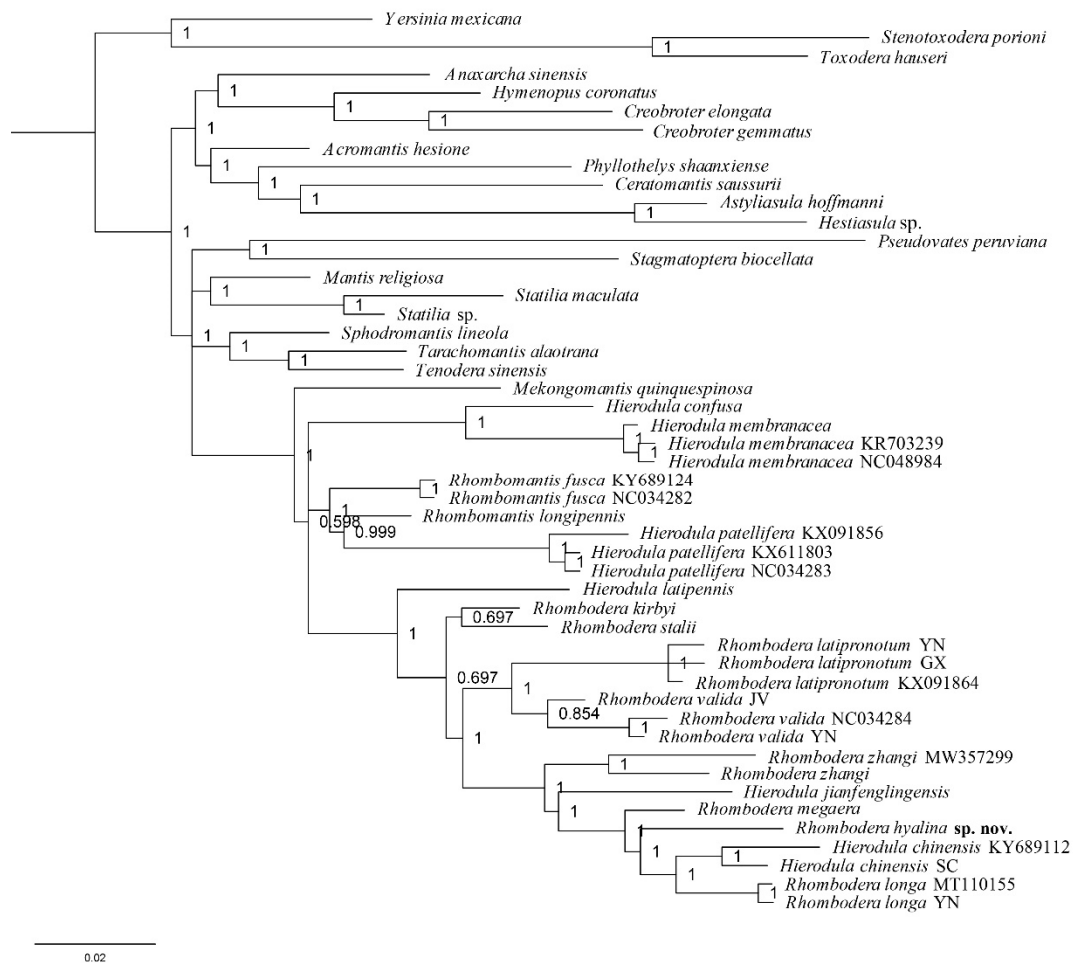 Yersinia mexicana
1
Stenotoxodera porioni
1
Toxodera hauseri
Anaxarcha sinensis
1
Hymenopus coronatus
1
Creobroter elongata
1
1
Creobroter gemmatus
Acromantis hesione
1
Phyllothelys shaanxiense
1
Ceratomantis saussurii
1
Astyliasula hoffmanni
1
Hestiasula sp.
1
Pseudovates peruviana
1
Stagmatoptera biocellata
Mantis religiosa
1
Statilia maculata
1
Statilia sp.
Sphodromantis lineola
1
1
Tarachomantis alaotrana
1
Tenodera sinensis
Mekongomantis quinquespinosa
Hierodula confusa
1
Hierodula membranacea
1
Hierodula membranacea KR703239
1
1
Hierodula membranacea NC048984
Rhombomantis fusca KY689124
1
Rhombomantis fusca NC034282
1
Rhombomantis longipennis
0.598
0.999
Hierodula patellifera KX091856
1
Hierodula patellifera KX611803
1
Hierodula patellifera NC034283
Hierodula latipennis
Rhombodera kirbyi
0.697
Rhombodera stalii
1
Rhombodera latipronotum YN
1
Rhombodera latipronotum GX
0.697
Rhombodera latipronotum KX091864
1
Rhombodera valida JV
0.854
Rhombodera valida NC034284
1
Rhombodera valida YN
1
Rhombodera zhangi MW357299
1
Rhombodera zhangi
1
Hierodula jianfenglingensis
1
Rhombodera megaera
1
Rhombodera hyalina sp. nov.
1
Hierodula chinensis KY689112
1
Hierodula chinensis SC
1
Rhombodera longa MT110155
1
Rhombodera longa YN
0.02